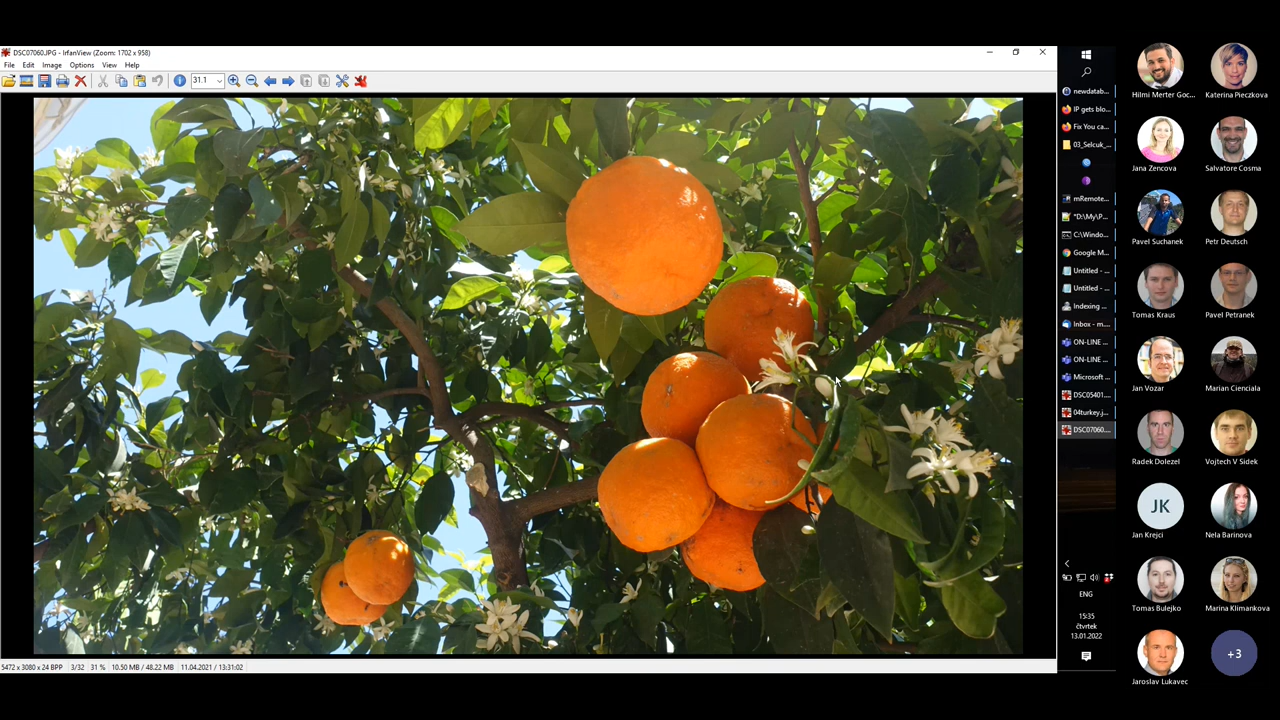 DSC07060.JPG - IrfanView (Zoom: 1702 x 958)
File Edit Image Options View Help
31.1
5472 x 3080 x 24 BPP 3/32 31 % 10.50 MB / 48.22 MB 11.04.2021 / 13:31:02
newdatab...
IP gets blo...
Fix You ca...
03_Selcuk_...
mRemote...
*D:\My\P...
C:\Windo...
Google M...
Untitled - ...
Untitled - ...
Indexing ...
Inbox - m...
ON-LINE ...
ON-LINE ...
Microsoft ...
DSC05401....
04turkey.j...
DSC07060....
ENG
15:35
čtvrtek
13.01.2022
Hilmi Merter Goc... Katerina Pieczkova
Jana Zencova Salvatore Cosma
Pavel Suchanek Petr Deutsch
Tomas Kraus Pavel Petranek
Jan Vozar Marian Cienciala
Radek Dolezel Vojtech V Sidek
JK
Jan Krejci Nela Barinova
Tomas Bulejko Marina Klimankova
Jaroslav Lukavec
+3